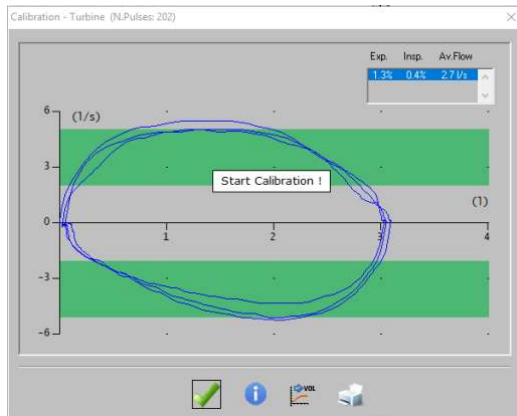 Calibration - Turbine (N.Pulses: 202)
Exp. Insp. Av.Flow
1.3% 0.4% 2.7 l/s
6
(1/s)
3
Start Calibration !
(1)
0
1 2 3 4
-3
-6
VOL